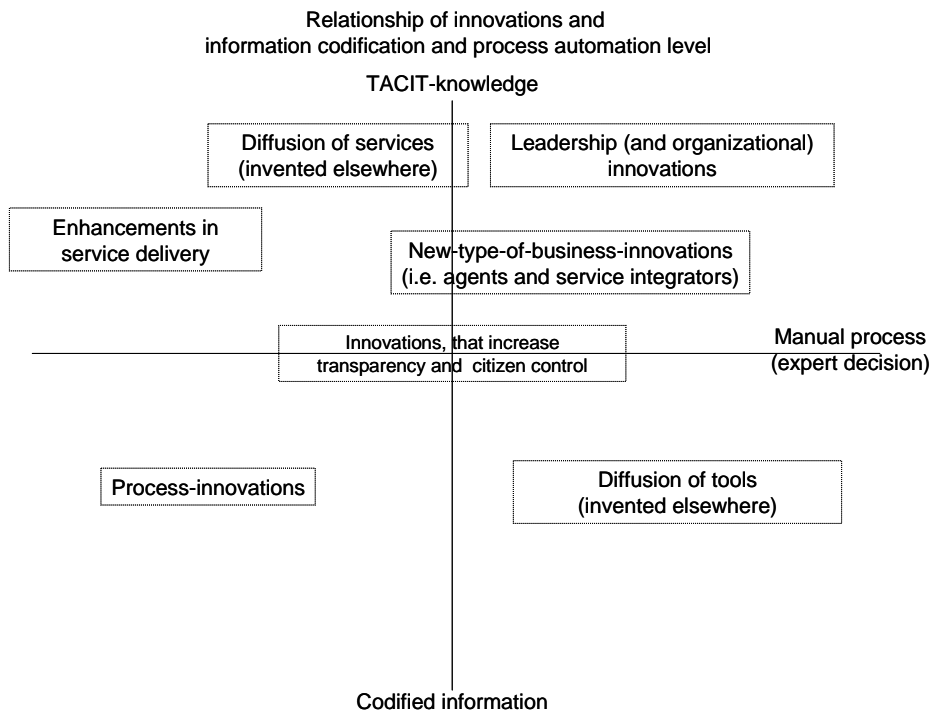 Relationship of innovations and
information codification and process automation level
TACIT-knowledge
Diffusion of services
(invented elsewhere)
Leadership (and organizational)
innovations
Enhancements in
service delivery
New-type-of-business-innovations
(i.e. agents and service integrators)
Innovations, that increase
transparency and citizen control
Manual process
(expert decision)
Process-innovations
Diffusion of tools
(invented elsewhere)
Codified information